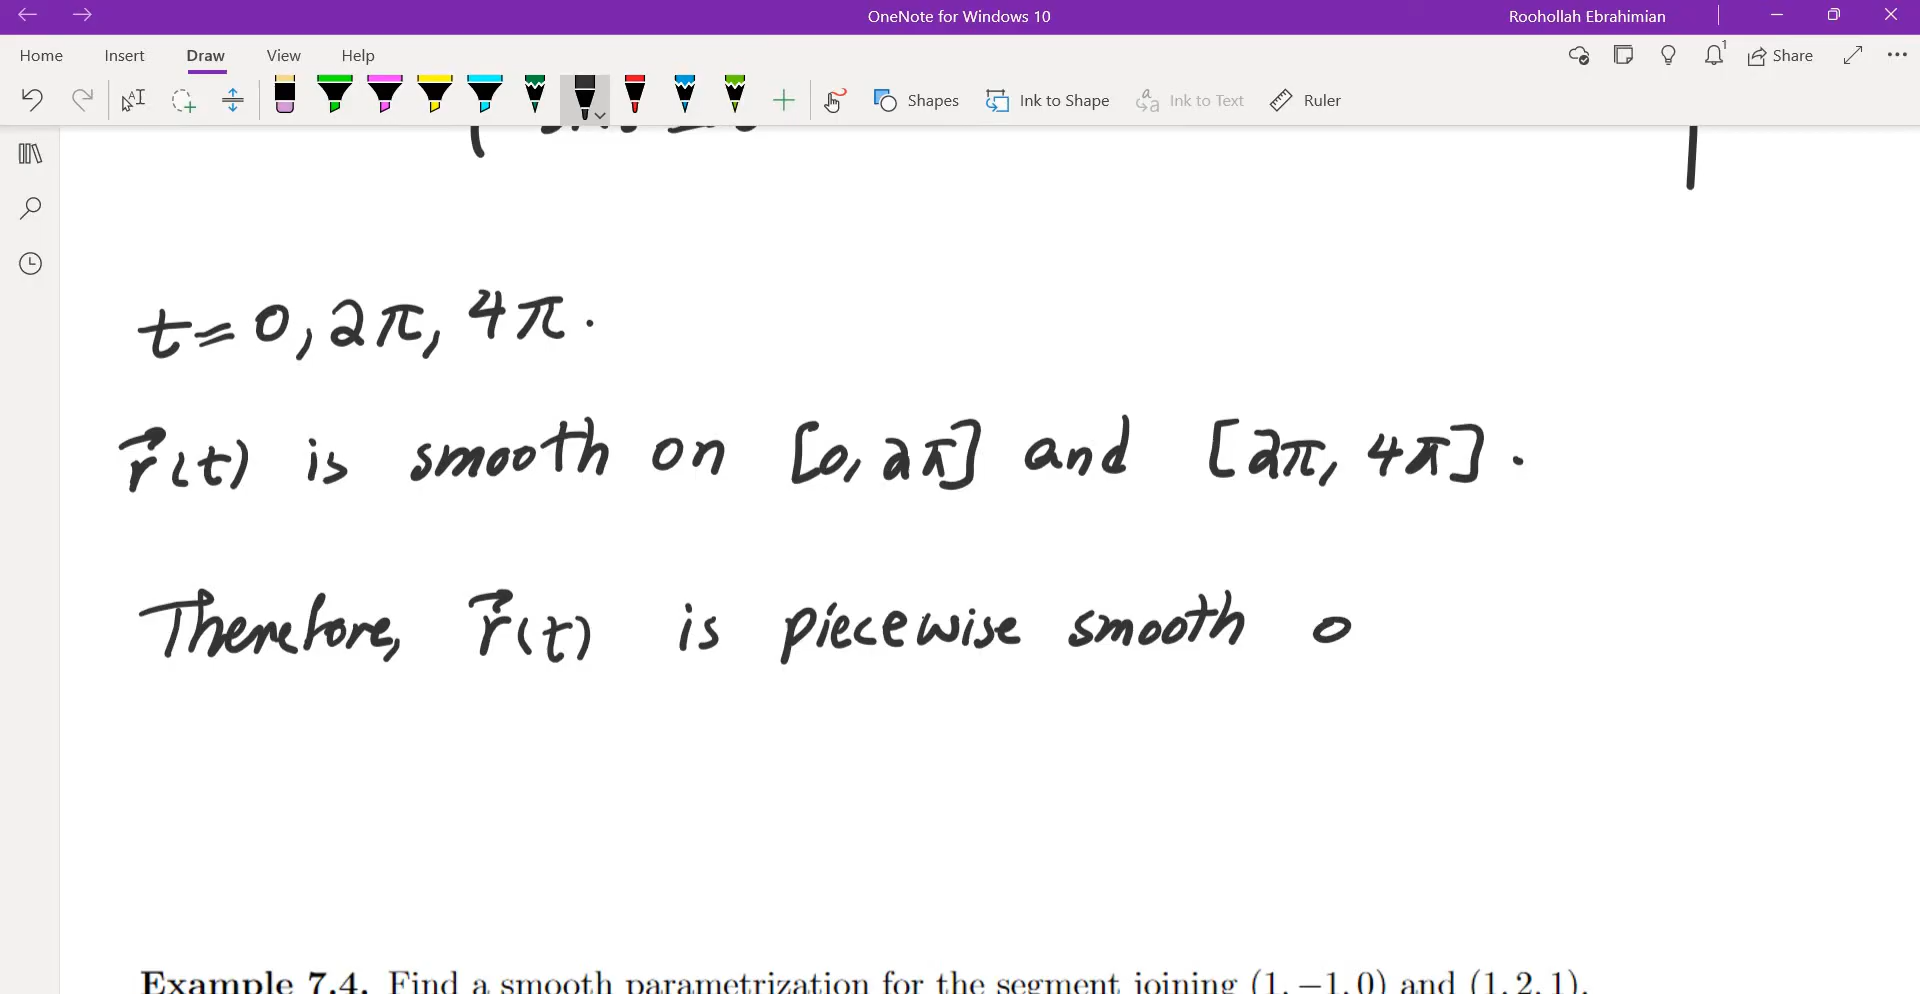 OneNote for Windows 10
Roohollah Ebrahimian
Home Insert Draw View Help
1 Share
Shapes Ink to Shape Ink to Text Ruler
t = 0, 2π, 4π.
r⃗(t) is smooth on [0, 2π] and [2π, 4π].
Therefore, r⃗(t) is piecewise smooth o
Example 7.4. Find a smooth parametrization for the segment joining (1, −1, 0) and (1, 2, 1).